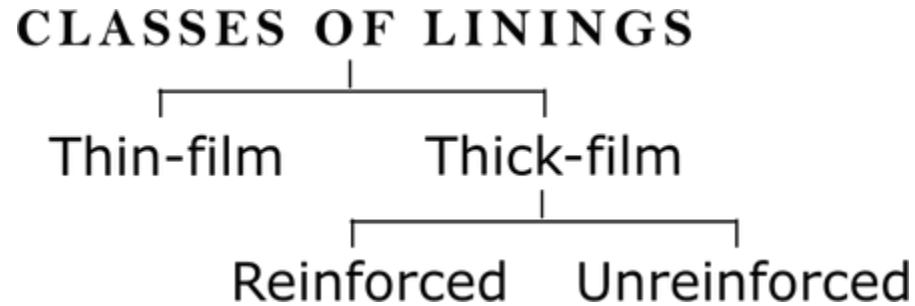 CLASSES OF LININGS
Thin-film Thick-film
Reinforced Unreinforced